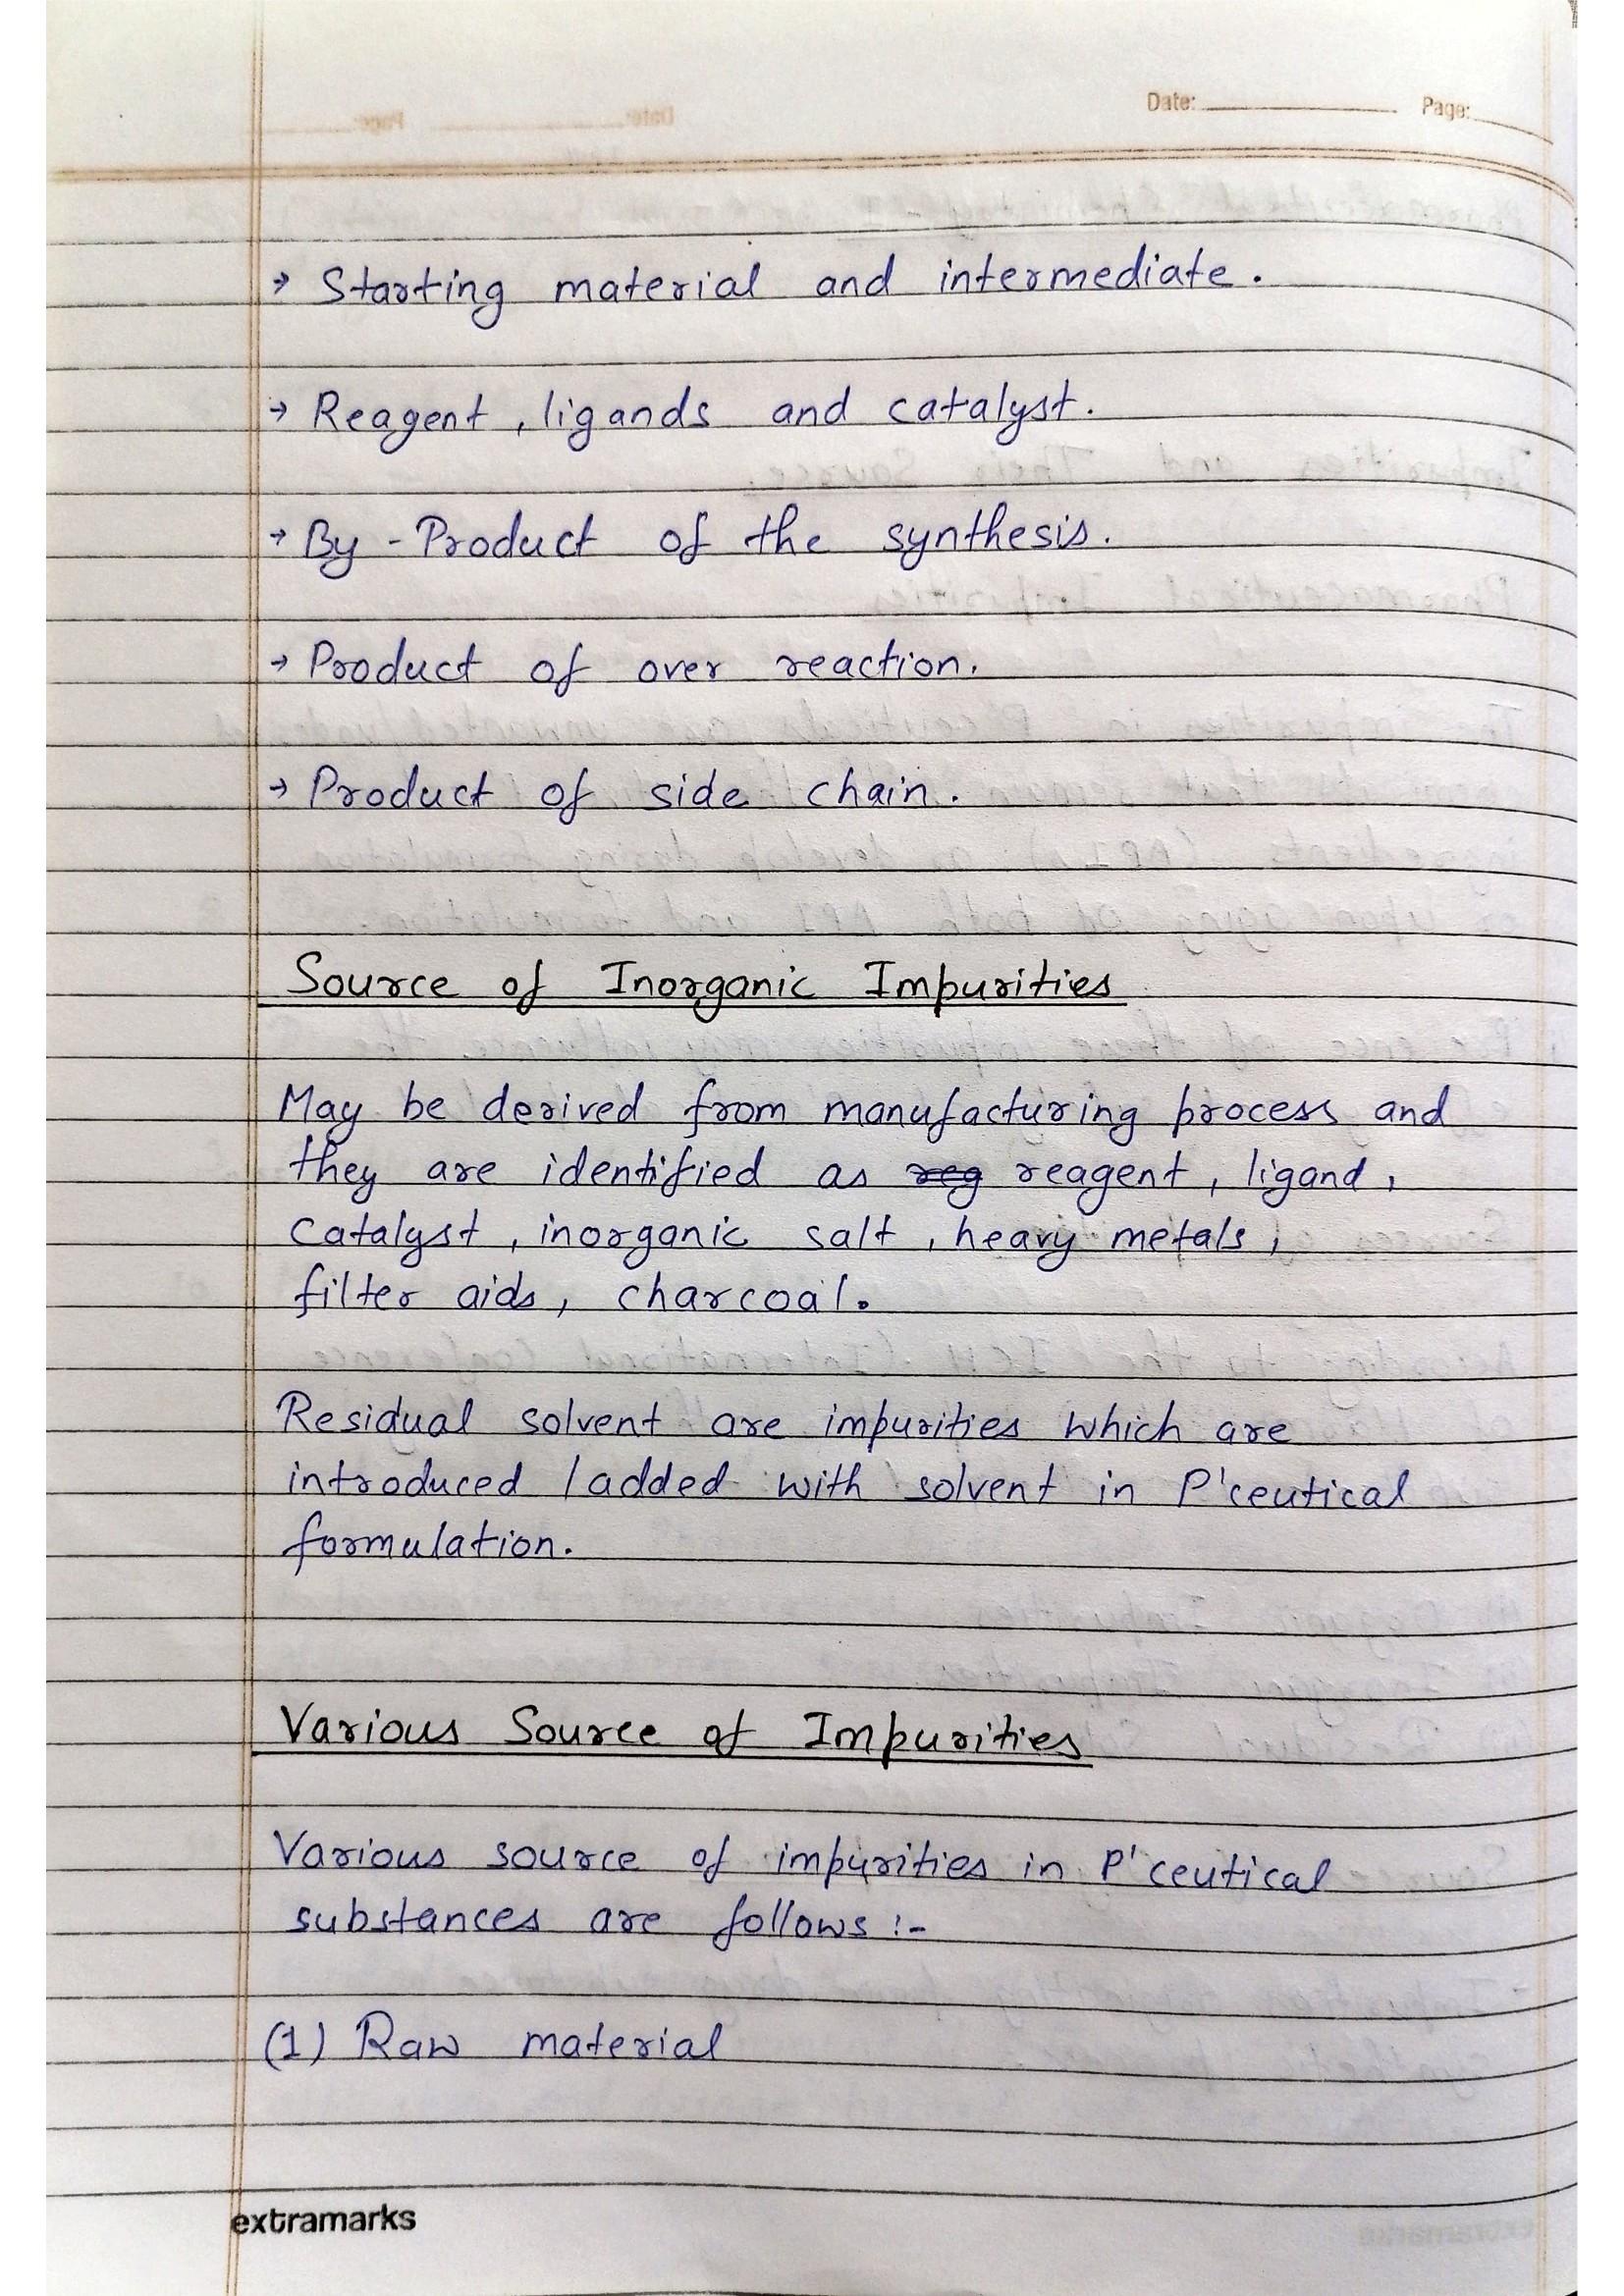 Date: Page:
→ Starting material and intermediate.
→ Reagent, ligands and catalyst.
→ By-Product of the synthesis.
→ Product of over reaction.
→ Product of side chain.
Source of Inorganic Impurities
May be derived from manufacturing process and
they are identified as reg reagent, ligand,
catalyst, inorganic salt, heavy metals,
filter aids, charcoal.
Residual solvent are impurities which are
introduced / added with solvent in P'ceutical
formulation.
Various Source of Impurities
Various source of impurities in P'ceutical
substances are follows :-
(1) Raw material
extramarks